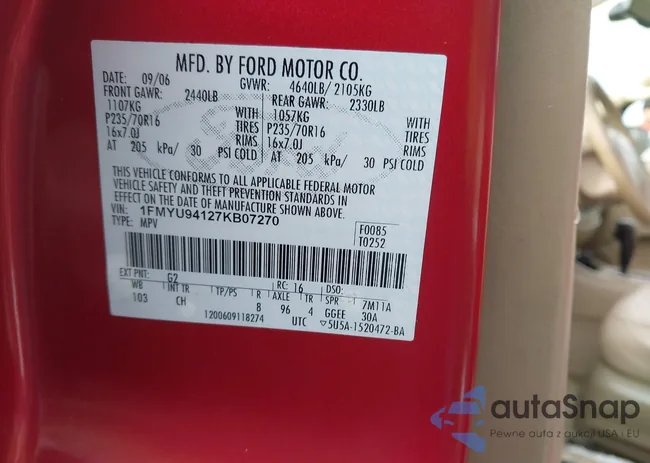 MFD. BY FORD MOTOR CO.
DATE: 09/06 GVWR: 4640LB/ 2105KG
FRONT GAWR: 2440LB REAR GAWR: 2330LB
1107KG WITH 1057KG WITH
P235/70R16 TIRES P235/70R16 TIRES
16x7.0J RIMS 16x7.0J RIMS
AT 205 kPa/ 30 PSI COLD AT 205 kPa/ 30 PSI COLD
THIS VEHICLE CONFORMS TO ALL APPLICABLE FEDERAL MOTOR
VEHICLE SAFETY AND THEFT PREVENTION STANDARDS IN
EFFECT ON THE DATE OF MANUFACTURE SHOWN ABOVE.
VIN: 1FMYU94127KB07270 F0085
TYPE: MPV T0252
EXT PNT: G2 RC: 16 DSO:
WB INT TR TP/PS R AXLE TR SPR 7M11A
103 CH 8 96 4 GGEE 30A
1200609118274 UTC ▽5U5A-1520472-BA
Ford
autaSnap
Pewne auta z aukcji USA i EU